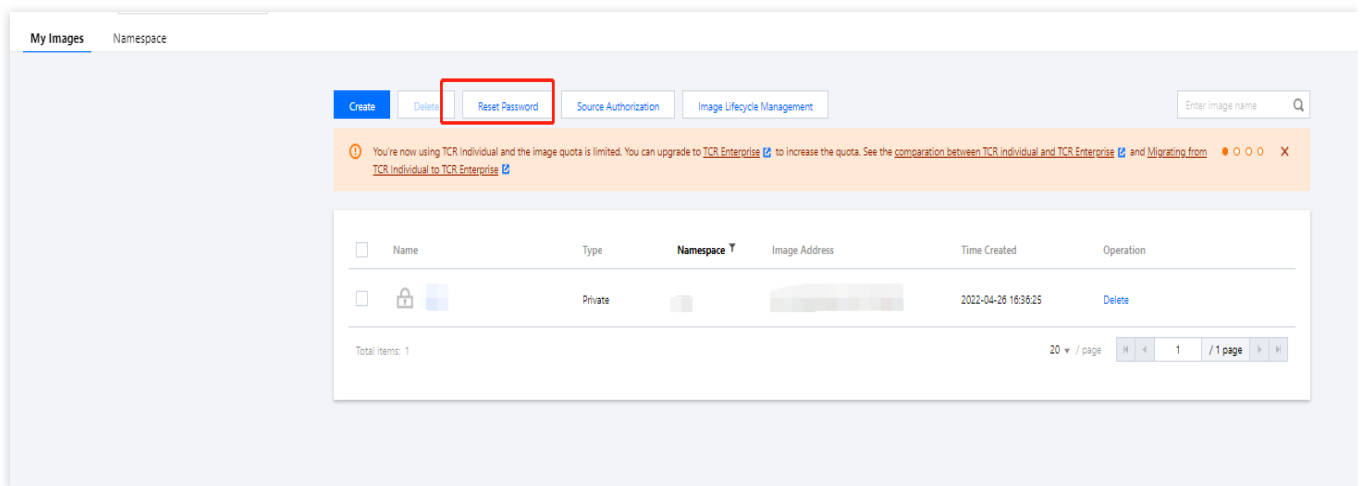 My Images Namespace
Create Delete Reset Password Source Authorization Image Lifecycle Management Enter image name
You're now using TCR Individual and the image quota is limited. You can upgrade to TCR Enterprise to increase the quota. See the comparation between TCR individual and TCR Enterprise and Migrating from
TCR Individual to TCR Enterprise
Name Type Namespace Image Address Time Created Operation
Private 2022-04-26 16:36:25 Delete
Total items: 1 20 / page 1 / 1 page